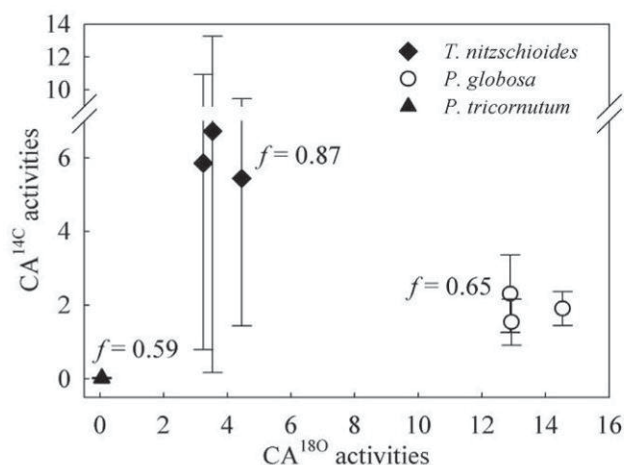 14
12
10
6
4
2
0
CA14C activities
T. nitzschioides
P. globosa
P. tricornutum
f = 0.87
f = 0.65
f = 0.59
0 2 4 6 8 10 12 14 16
CA18O activities